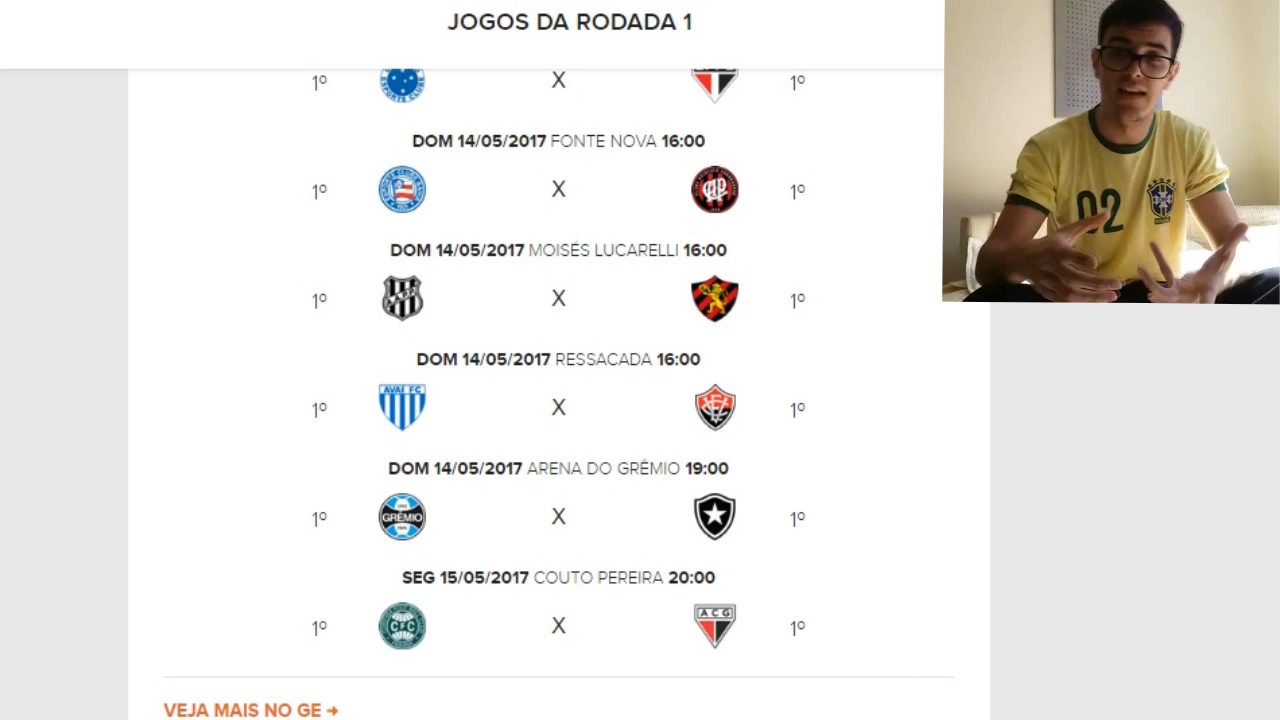 JOGOS DA RODADA 1
1º X 1º
ESPORTE CLUBE
DOM 14/05/2017 FONTE NOVA 16:00
1º X 1º
DOM 14/05/2017 MOISÉS LUCARELLI 16:00
1º X 1º
DOM 14/05/2017 RESSACADA 16:00
AVAÍ FC
1º X 1º
DOM 14/05/2017 ARENA DO GRÊMIO 19:00
1º GRÊMIO X 1º
SEG 15/05/2017 COUTO PEREIRA 20:00
A C G
1º CFC X 1º
VEJA MAIS NO GE →
02